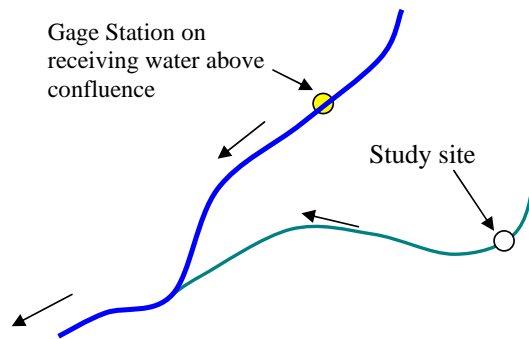 Gage Station on
receiving water above
confluence
Study site